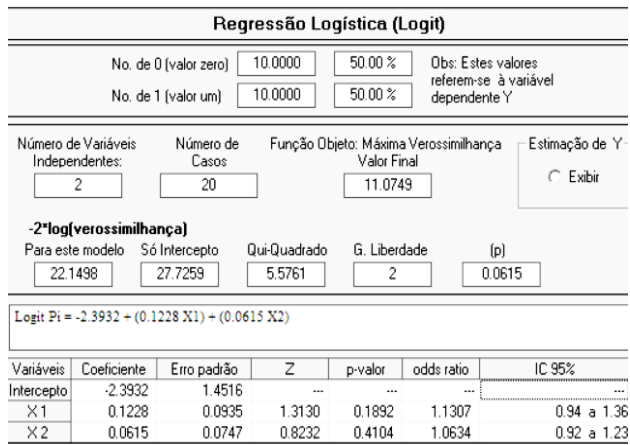 Regressão Logística (Logit)
No. de 0 (valor zero) 10.0000 50.00 % Obs: Estes valores
referem-se à variável
No. de 1 (valor um) 10.0000 50.00 % dependente Y
Número de Variáveis Número de Função Objeto: Máxima Verossimilhança Estimação de Y
Independentes: Casos Valor Final
2 20 11.0749 Exibir
-2*log(verossimilhança)
Para este modelo Só Intercepto Qui-Quadrado G. Liberdade (p)
22.1498 27.7259 5.5761 2 0.0615
Logit Pi = -2.3932 + (0.1228 X1) + (0.0615 X2)
Variáveis Coeficiente Erro padrão Z p-valor odds ratio IC 95%
Intercepto -2.3932 1.4516 --- --- --- ---
X 1 0.1228 0.0935 1.3130 0.1892 1.1307 0.94 a 1.36
X 2 0.0615 0.0747 0.8232 0.4104 1.0634 0.92 a 1.23